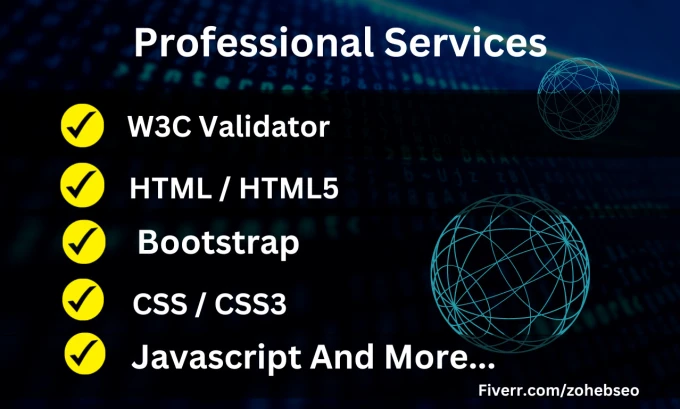 Professional Services
W3C Validator
HTML / HTML5
Bootstrap
CSS / CSS3
Javascript And More...
Fiverr.com/zohebseo